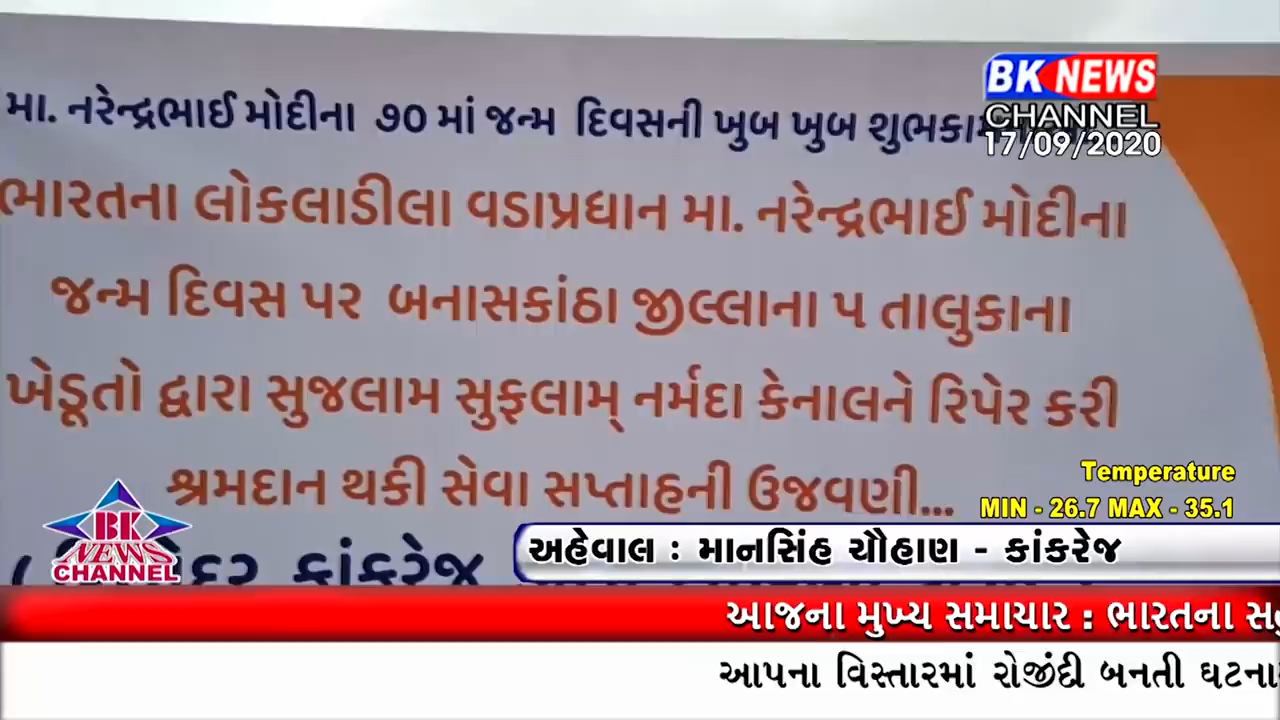 BK NEWS
CHANNEL
17/09/2020
મા. નરેન્દ્રભાઈ મોદીના ૭૦ માં જન્મ દિવસની ખુબ ખુબ
ભારતના લોકલાડીલા વડાપ્રધાન મા. નરેન્દ્રભાઈ મોદીના
જન્મ દિવસ પર બનાસકાંઠા જીલ્લાના ૫ તાલુકાના
ખેડૂતો દ્વારા સુજલામ સુફલામ્ નર્મદા કેનાલને રિપેર કરી
શ્રમદાન થકી સેવા સપ્તાહની ઉજવણી...
Temperature
MIN - 26.7 MAX - 35.1
BK
NEWS
CHANNEL
કાંકરેજ
અહેવાલ : માનસિંહ ચૌહાણ - કાંકરેજ
આજના મુખ્ય સમાચાર : ભારતના
આપના વિસ્તારમાં રોજીંદી બનતી